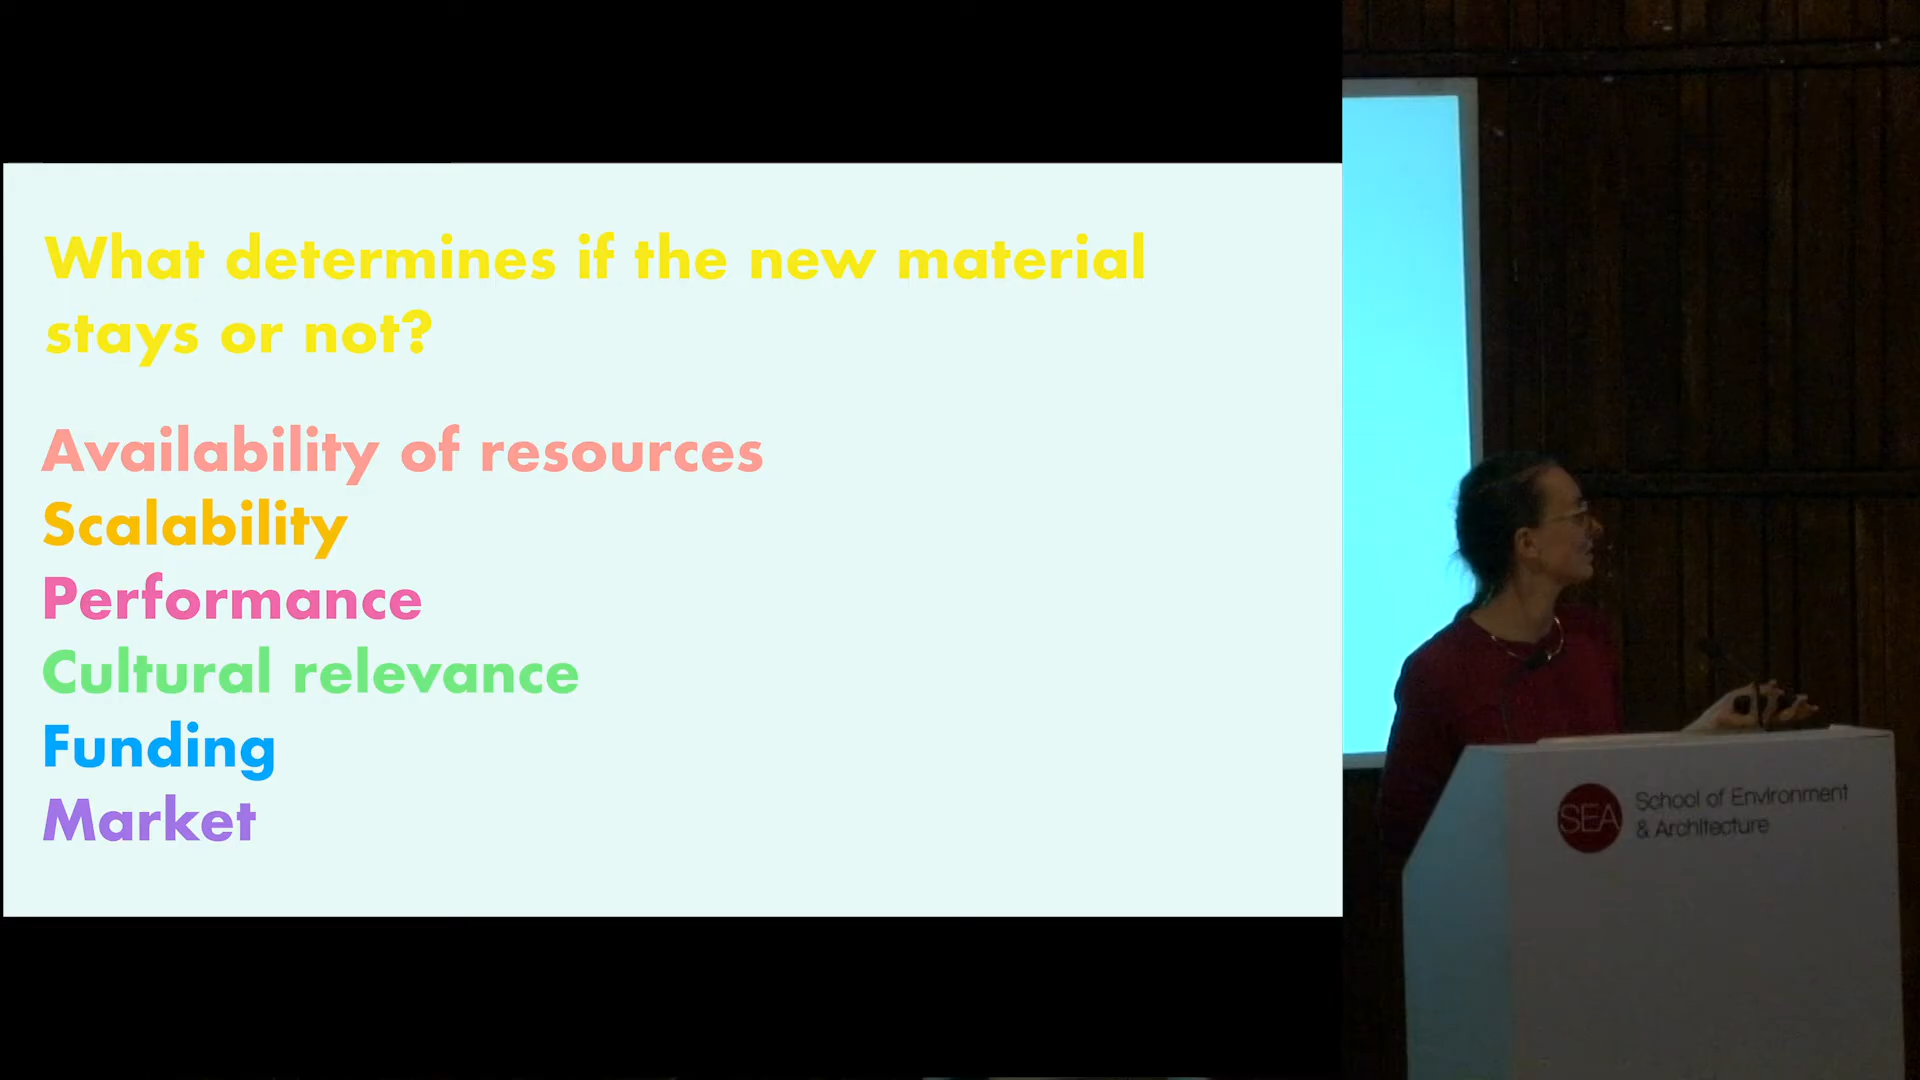 What determines if the new material
stays or not?
Availability of resources
Scalability
Performance
Cultural relevance
Funding
Market
SEA
School of Environment
& Architecture